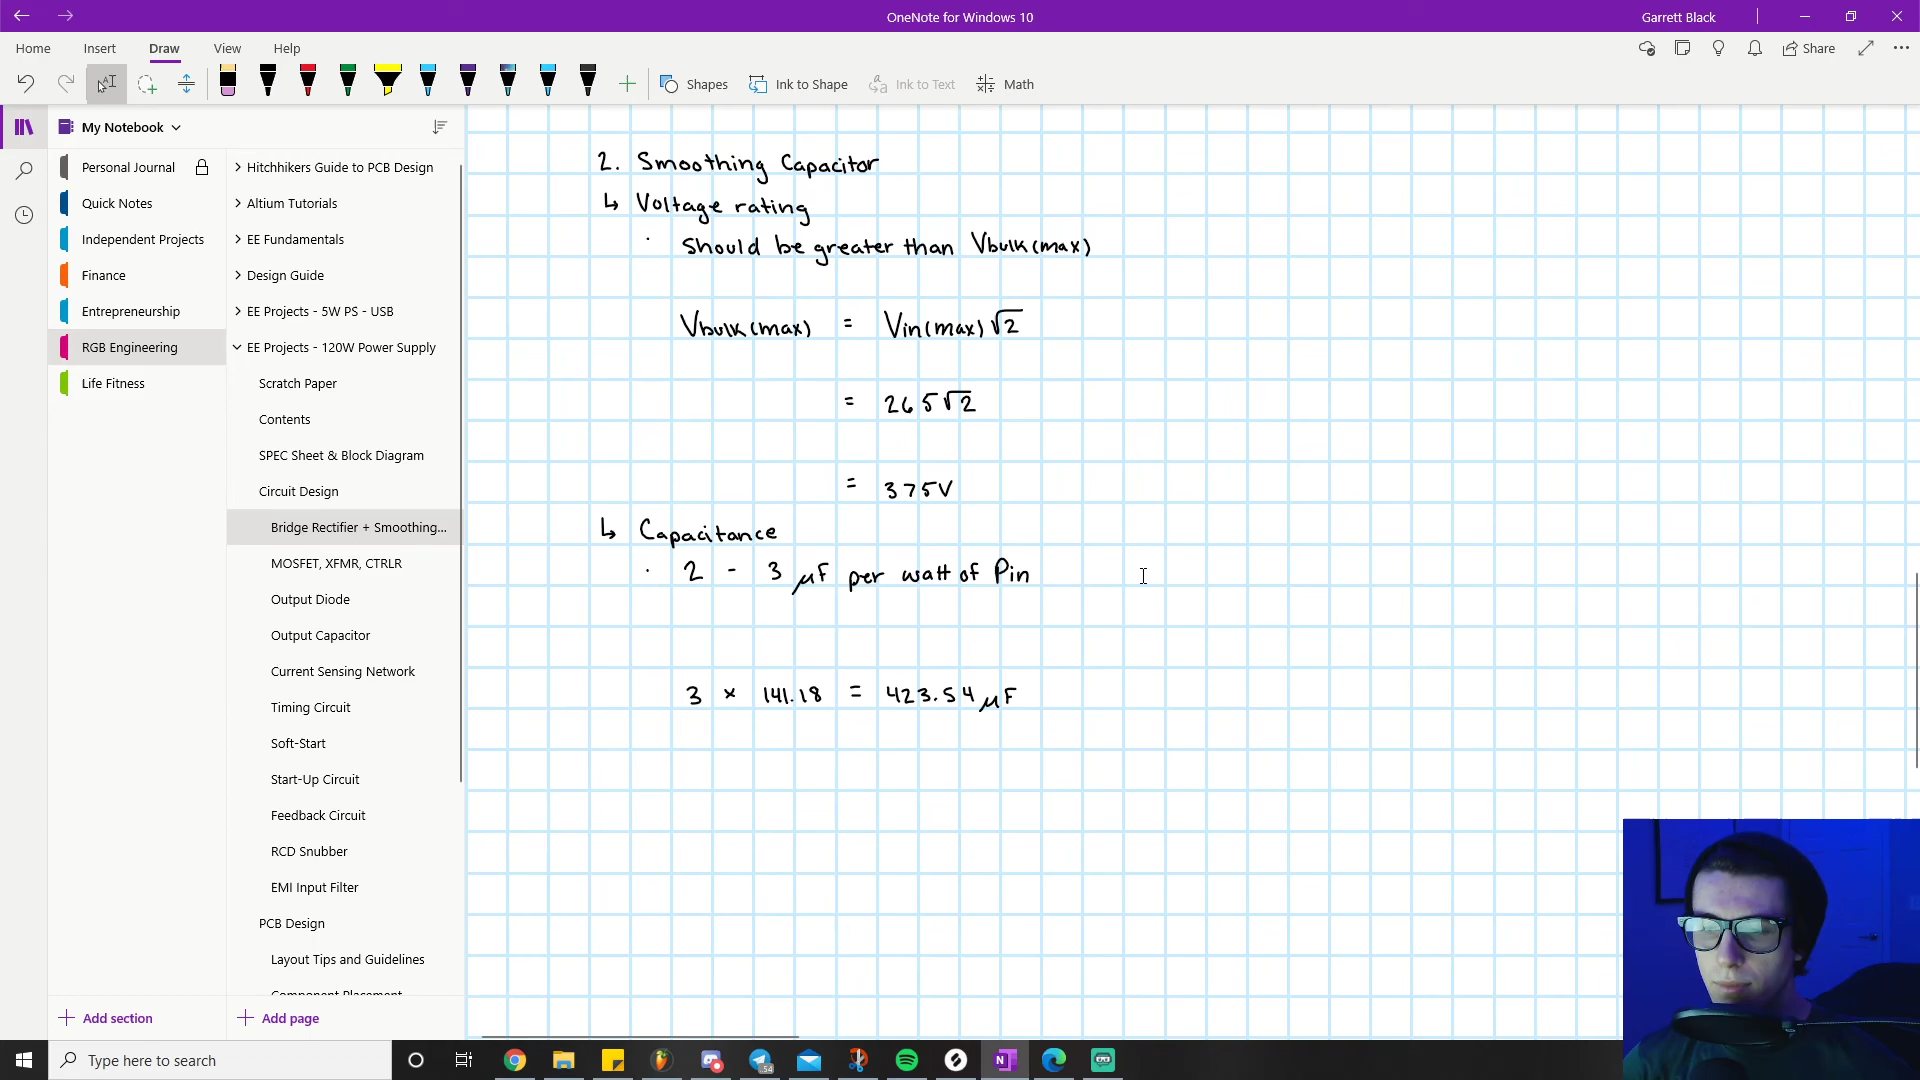 OneNote for Windows 10
Garrett Black
Home
Insert
Draw
View
Help
Share
Shapes
Ink to Shape
Ink to Text
Math
My Notebook
Personal Journal
Quick Notes
Independent Projects
Finance
Entrepreneurship
RGB Engineering
Life Fitness
Add section
Hitchhikers Guide to PCB Design
Altium Tutorials
EE Fundamentals
Design Guide
EE Projects - 5W PS - USB
EE Projects - 120W Power Supply
Scratch Paper
Contents
SPEC Sheet & Block Diagram
Circuit Design
Bridge Rectifier + Smoothing...
MOSFET, XFMR, CTRLR
Output Diode
Output Capacitor
Current Sensing Network
Timing Circuit
Soft-Start
Start-Up Circuit
Feedback Circuit
RCD Snubber
EMI Input Filter
PCB Design
Layout Tips and Guidelines
Component Placement
Add page
2. Smoothing Capacitor
↳ Voltage rating
· Should be greater than Vbulk(max)
Vbulk(max) = Vin(max)√2
= 265√2
= 375V
↳ Capacitance
· 2 - 3 μF per watt of Pin
3 × 141.18 = 423.54 μF
Type here to search